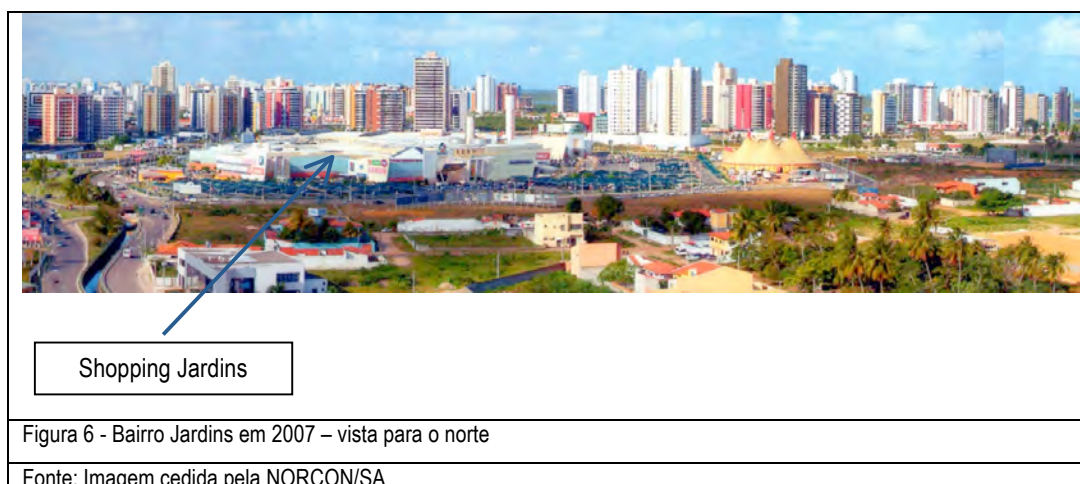 Shopping Jardins
Figura 6 - Bairro Jardins em 2007 – vista para o norte
Fonte: Imagem cedida pela NORCON/SA